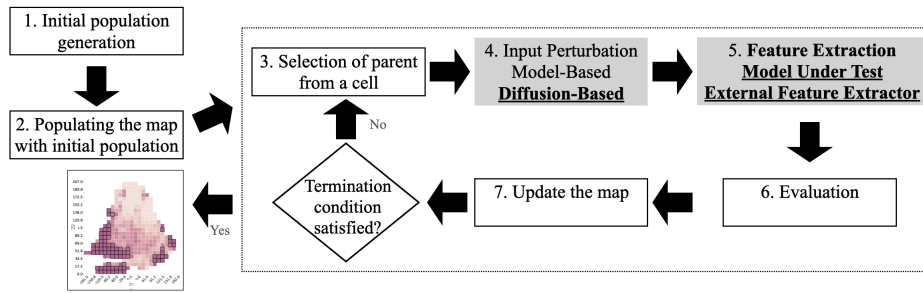 1. Initial population
generation
2. Populating the map
with initial population
3. Selection of parent
from a cell
4. Input Perturbation
Model-Based
Diffusion-Based
5. Feature Extraction
Model Under Test
External Feature Extractor
6. Evaluation
7. Update the map
Termination
condition
satisfied?
No
Yes